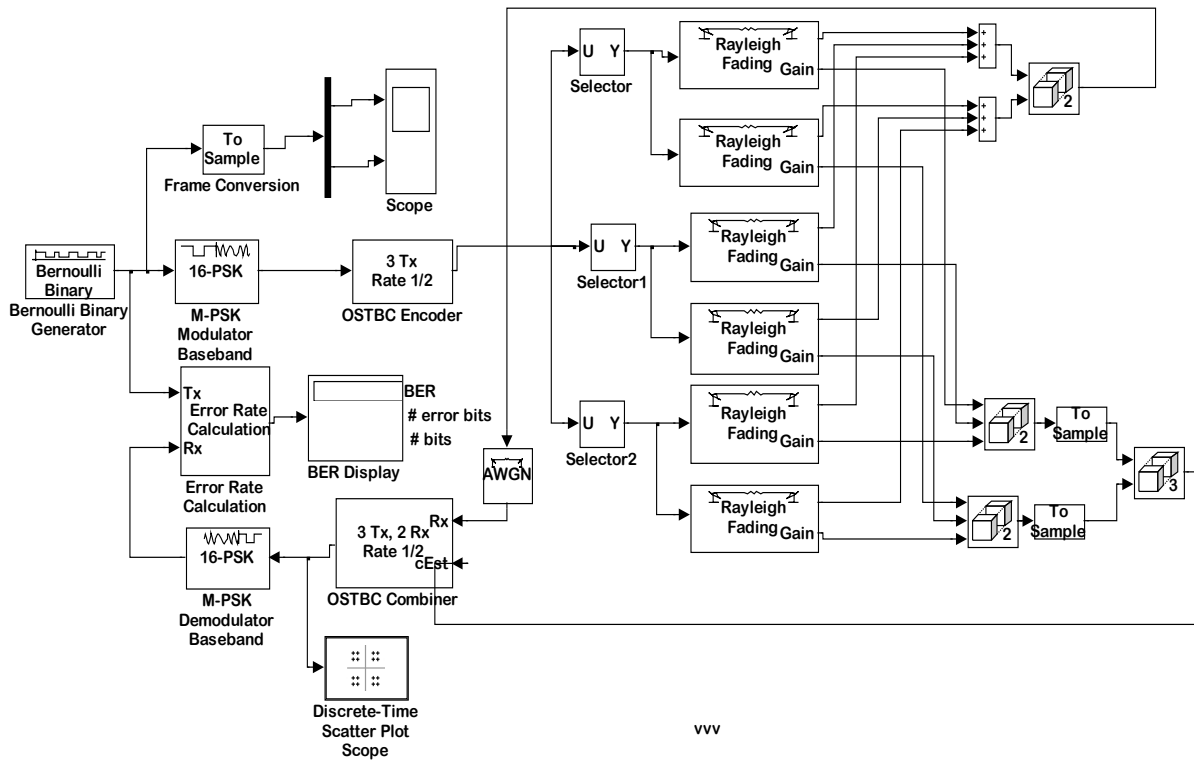 U Y
Selector
Rayleigh
Fading
Gain
+
+
+
2
Rayleigh
Fading
Gain
+
+
+
To
Sample
Frame Conversion
Scope
Bernoulli
Binary
Bernoulli Binary
Generator
16-PSK
M-PSK
Modulator
Baseband
3 Tx
Rate 1/2
OSTBC Encoder
U Y
Selector1
Rayleigh
Fading
Gain
Rayleigh
Fading
Gain
Tx
Error Rate
Calculation
Rx
Error Rate
Calculation
BER
# error bits
# bits
BER Display
U Y
Selector2
Rayleigh
Fading
Gain
2
To
Sample
3
AWGN
Rayleigh
Fading
Gain
2
To
Sample
16-PSK
M-PSK
Demodulator
Baseband
Rx
3 Tx, 2 Rx
Rate 1/2
cEst
OSTBC Combiner
Discrete-Time
Scatter Plot
Scope
vvv